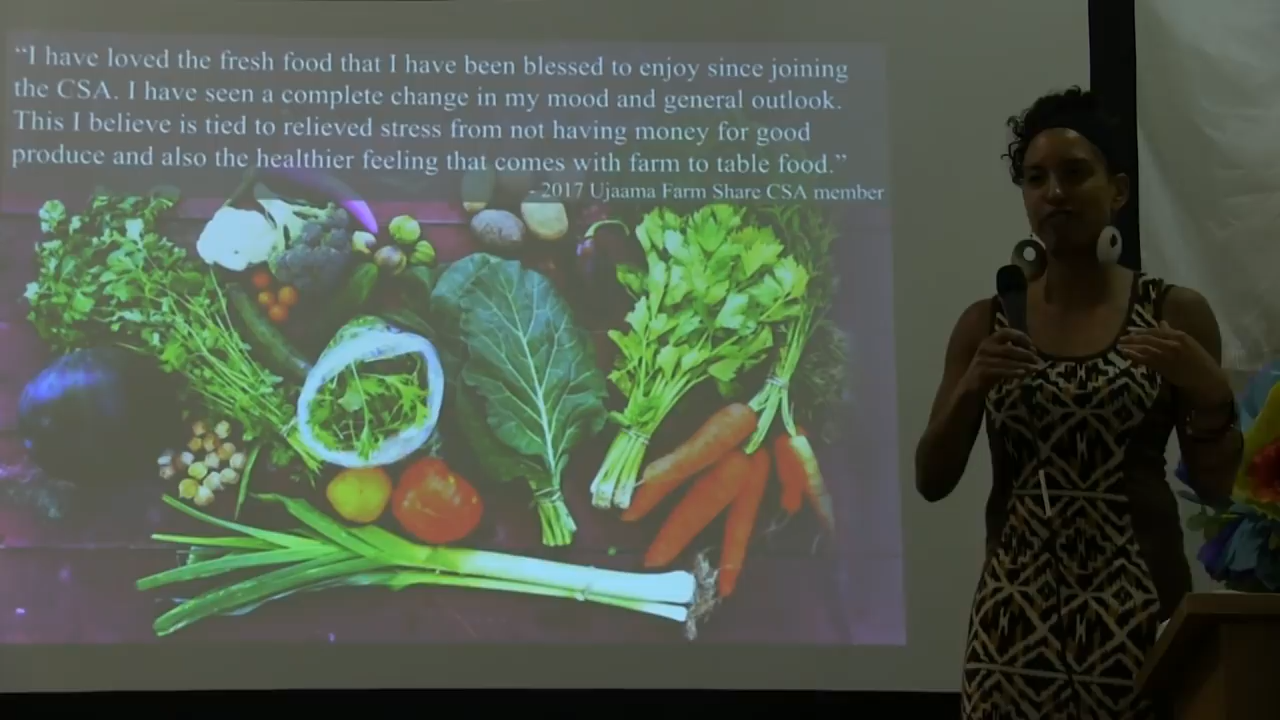 “I have loved the fresh food that I have been blessed to enjoy since joining
the CSA. I have seen a complete change in my mood and general outlook.
This I believe is tied to relieved stress from not having money for good
produce and also the healthier feeling that comes with farm to table food.”
- 2017 Ujaama Farm Share CSA member